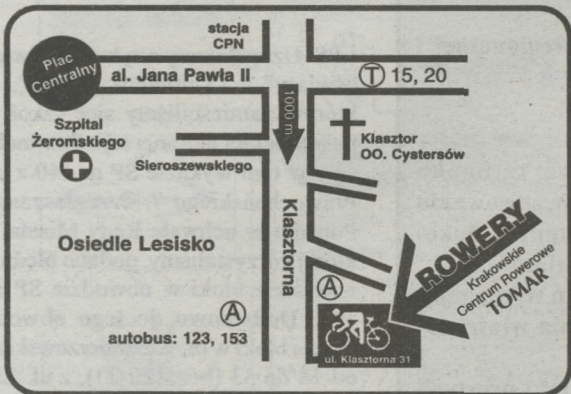 stacja
CPN
Plac
Centralny
al. Jana Pawła II
T 15, 20
1000 m.
Szpital
Żeromskiego
Klasztor
OO. Cystersów
Sieroszewskiego
Klasztorna
Osiedle Lesisko
A
autobus: 123, 153
A
ROWERY
Krakowskie
Centrum Rowerowe
TOMAR
ul. Klasztorna 31